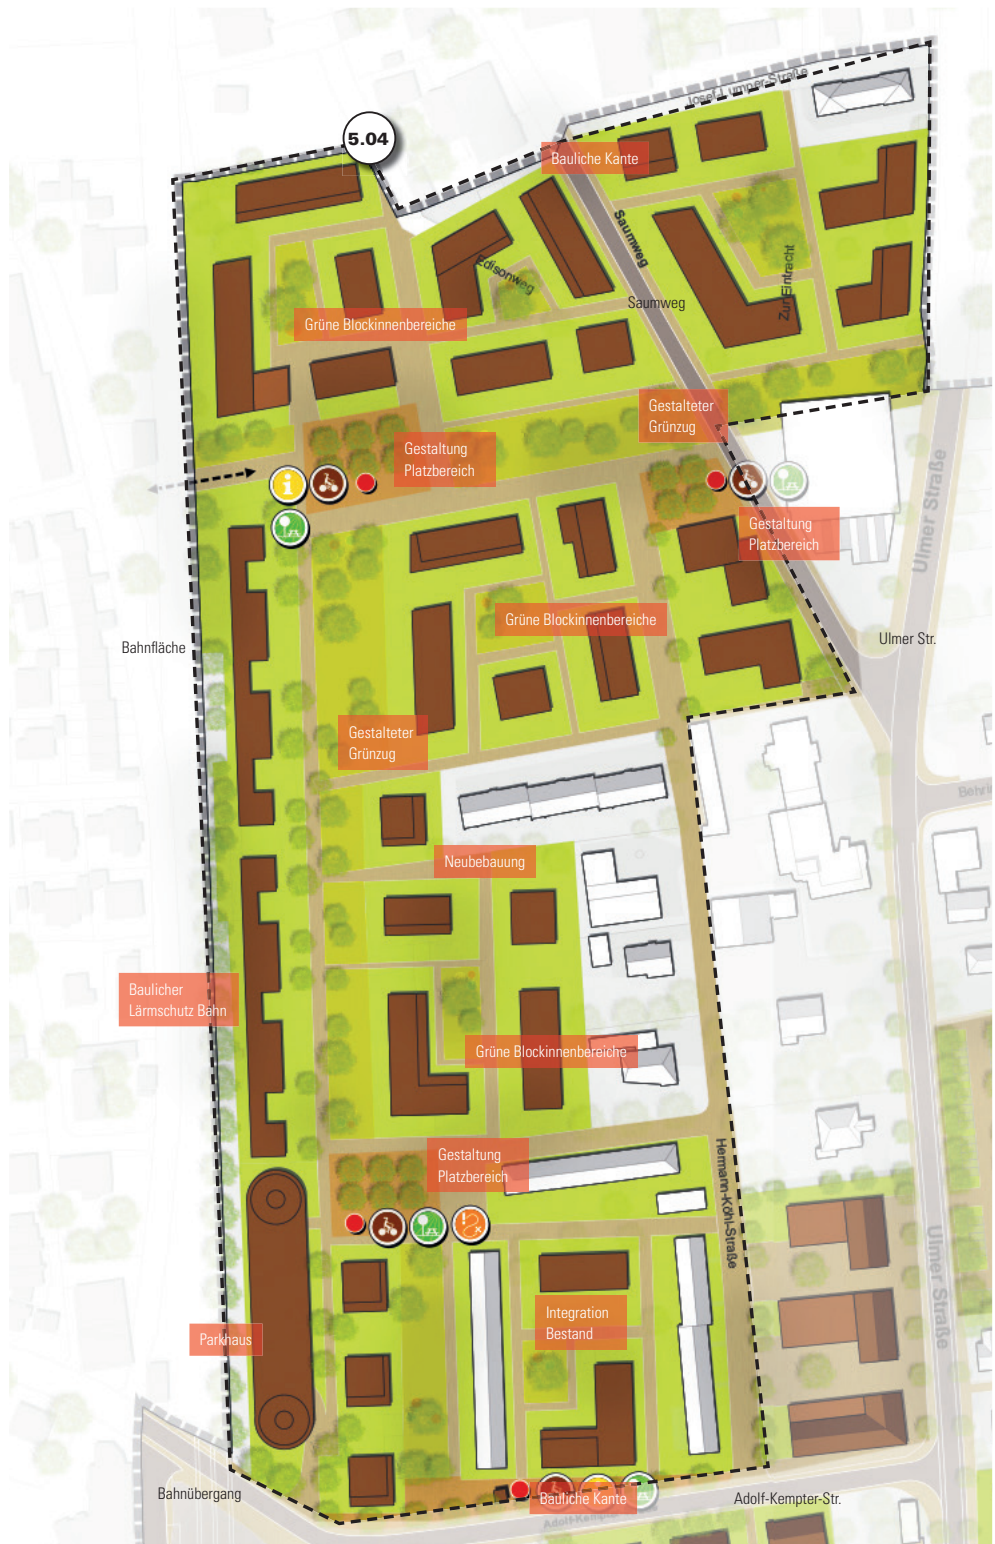 Josef-Lumper-Straße
5.04
Bauliche Kante
Saumweg
Edisonweg
Zur Eintracht
Saumweg
Grüne Blockinnenbereiche
Gestalteter
Grünzug
Gestaltung
Platzbereich
Gestaltung
Platzbereich
Ulmer Straße
Grüne Blockinnenbereiche
Bahnfläche
Ulmer Str.
Gestalteter
Grünzug
Neubebauung
Baulicher
Lärmschutz Bahn
Grüne Blockinnenbereiche
Gestaltung
Platzbereich
Hermann-Köhl-Straße
Ulmer Straße
Integration
Bestand
Parkhaus
Bahnübergang
Bauliche Kante
Adolf-Kempter-Str.